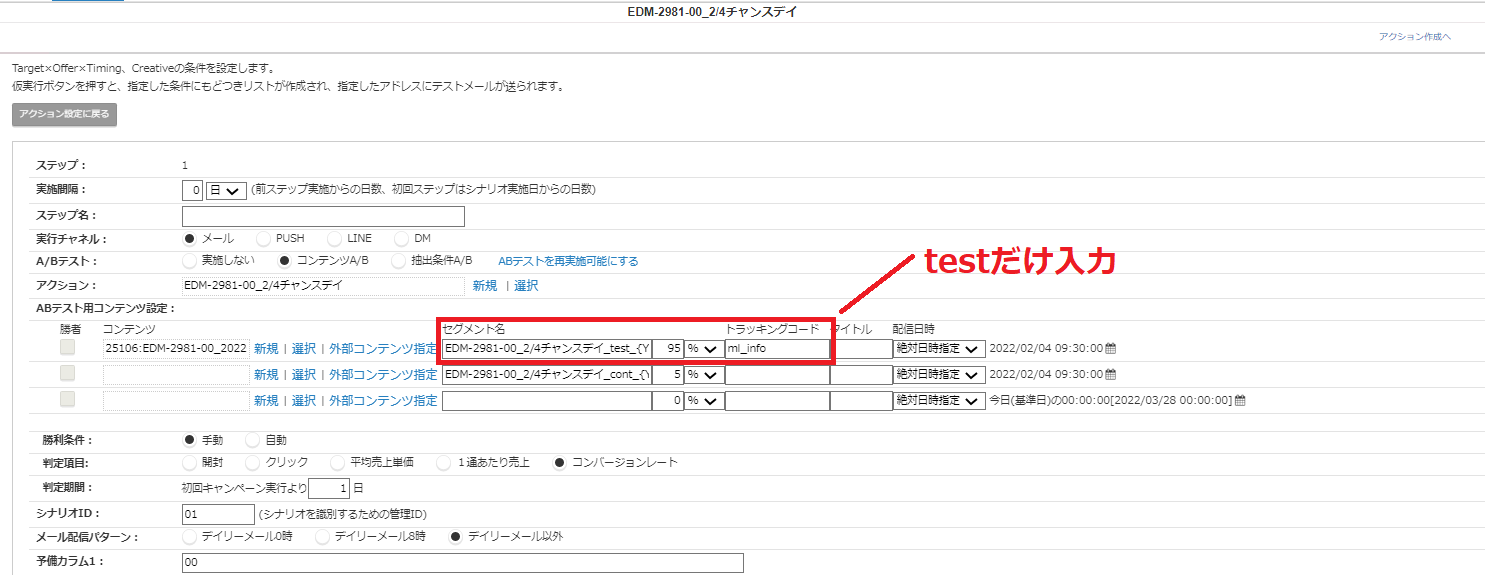 EDM-2981-00_2/4チャンスデイ
アクション作成へ
Target×Offer×Timing、Creativeの条件を設定します。
仮実行ボタンを押すと、指定した条件にもどつきリストが作成され、指定したアドレスにテストメールが送られます。
アクション設定に戻る
ステップ： 1
実施間隔： 0 日 (前ステップ実施からの日数、初回ステップはシナリオ実施日からの日数)
ステップ名：
実行チャネル： メール PUSH LINE DM
testだけ入力
A/Bテスト： 実施しない コンテンツA/B 抽出条件A/B ABテストを再実施可能にする
アクション： EDM-2981-00_2/4チャンスデイ 新規 | 選択
ABテスト用コンテンツ設定：
勝者 コンテンツ セグメント名 トラッキングコード タイトル 配信日時
25106:EDM-2981-00_2022 新規 | 選択 | 外部コンテンツ指定 EDM-2981-00_2/4チャンスデイ_test_{Y 95 % ml_info 絶対日時指定 2022/02/04 09:30:00
新規 | 選択 | 外部コンテンツ指定 EDM-2981-00_2/4チャンスデイ_cont_{Y 5 % 絶対日時指定 2022/02/04 09:30:00
新規 | 選択 | 外部コンテンツ指定 0 % 絶対日時指定 今日(基準日)の00:00:00[2022/03/28 00:00:00]
勝利条件： 手動 自動
判定項目: 開封 クリック 平均売上単価 １通あたり売上 コンバージョンレート
判定期間： 初回キャンペーン実行より 1 日
シナリオID： 01 (シナリオを識別するための管理ID)
メール配信パターン： デイリーメール0時 デイリーメール8時 デイリーメール以外
予備カラム1： 00